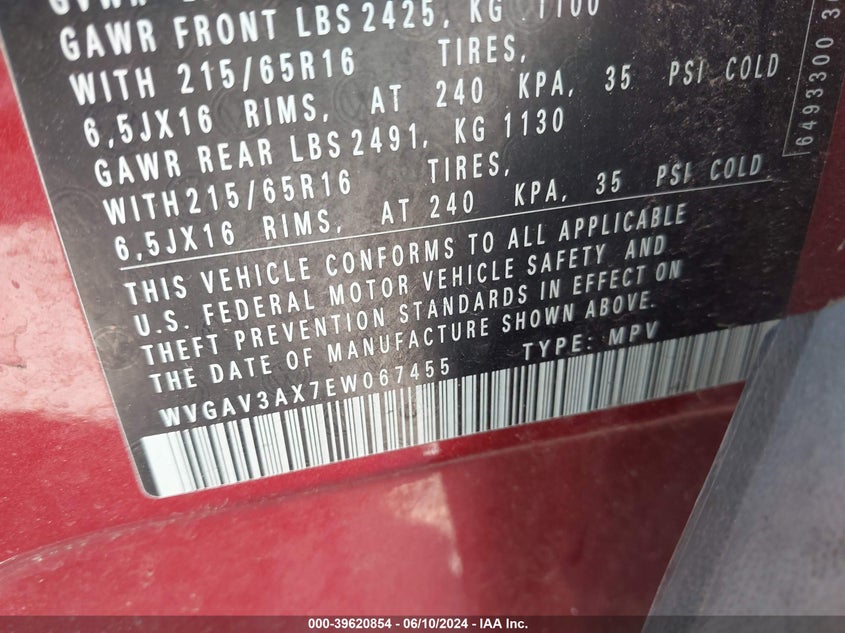 GAWR FRONT LBS 2425, KG 1100
WITH 215/65R16 TIRES,
6,5JX16 RIMS, AT 240 KPA, 35 PSI COLD
GAWR REAR LBS 2491, KG 1130
WITH 215/65R16 TIRES,
6,5JX16 RIMS, AT 240 KPA, 35 PSI COLD
THIS VEHICLE CONFORMS TO ALL APPLICABLE
U.S. FEDERAL MOTOR VEHICLE SAFETY AND
THEFT PREVENTION STANDARDS IN EFFECT ON
THE DATE OF MANUFACTURE SHOWN ABOVE.
WVGAV3AX7EW067455 TYPE: MPV
6493300
000-39620854 - 06/10/2024 - IAA Inc.